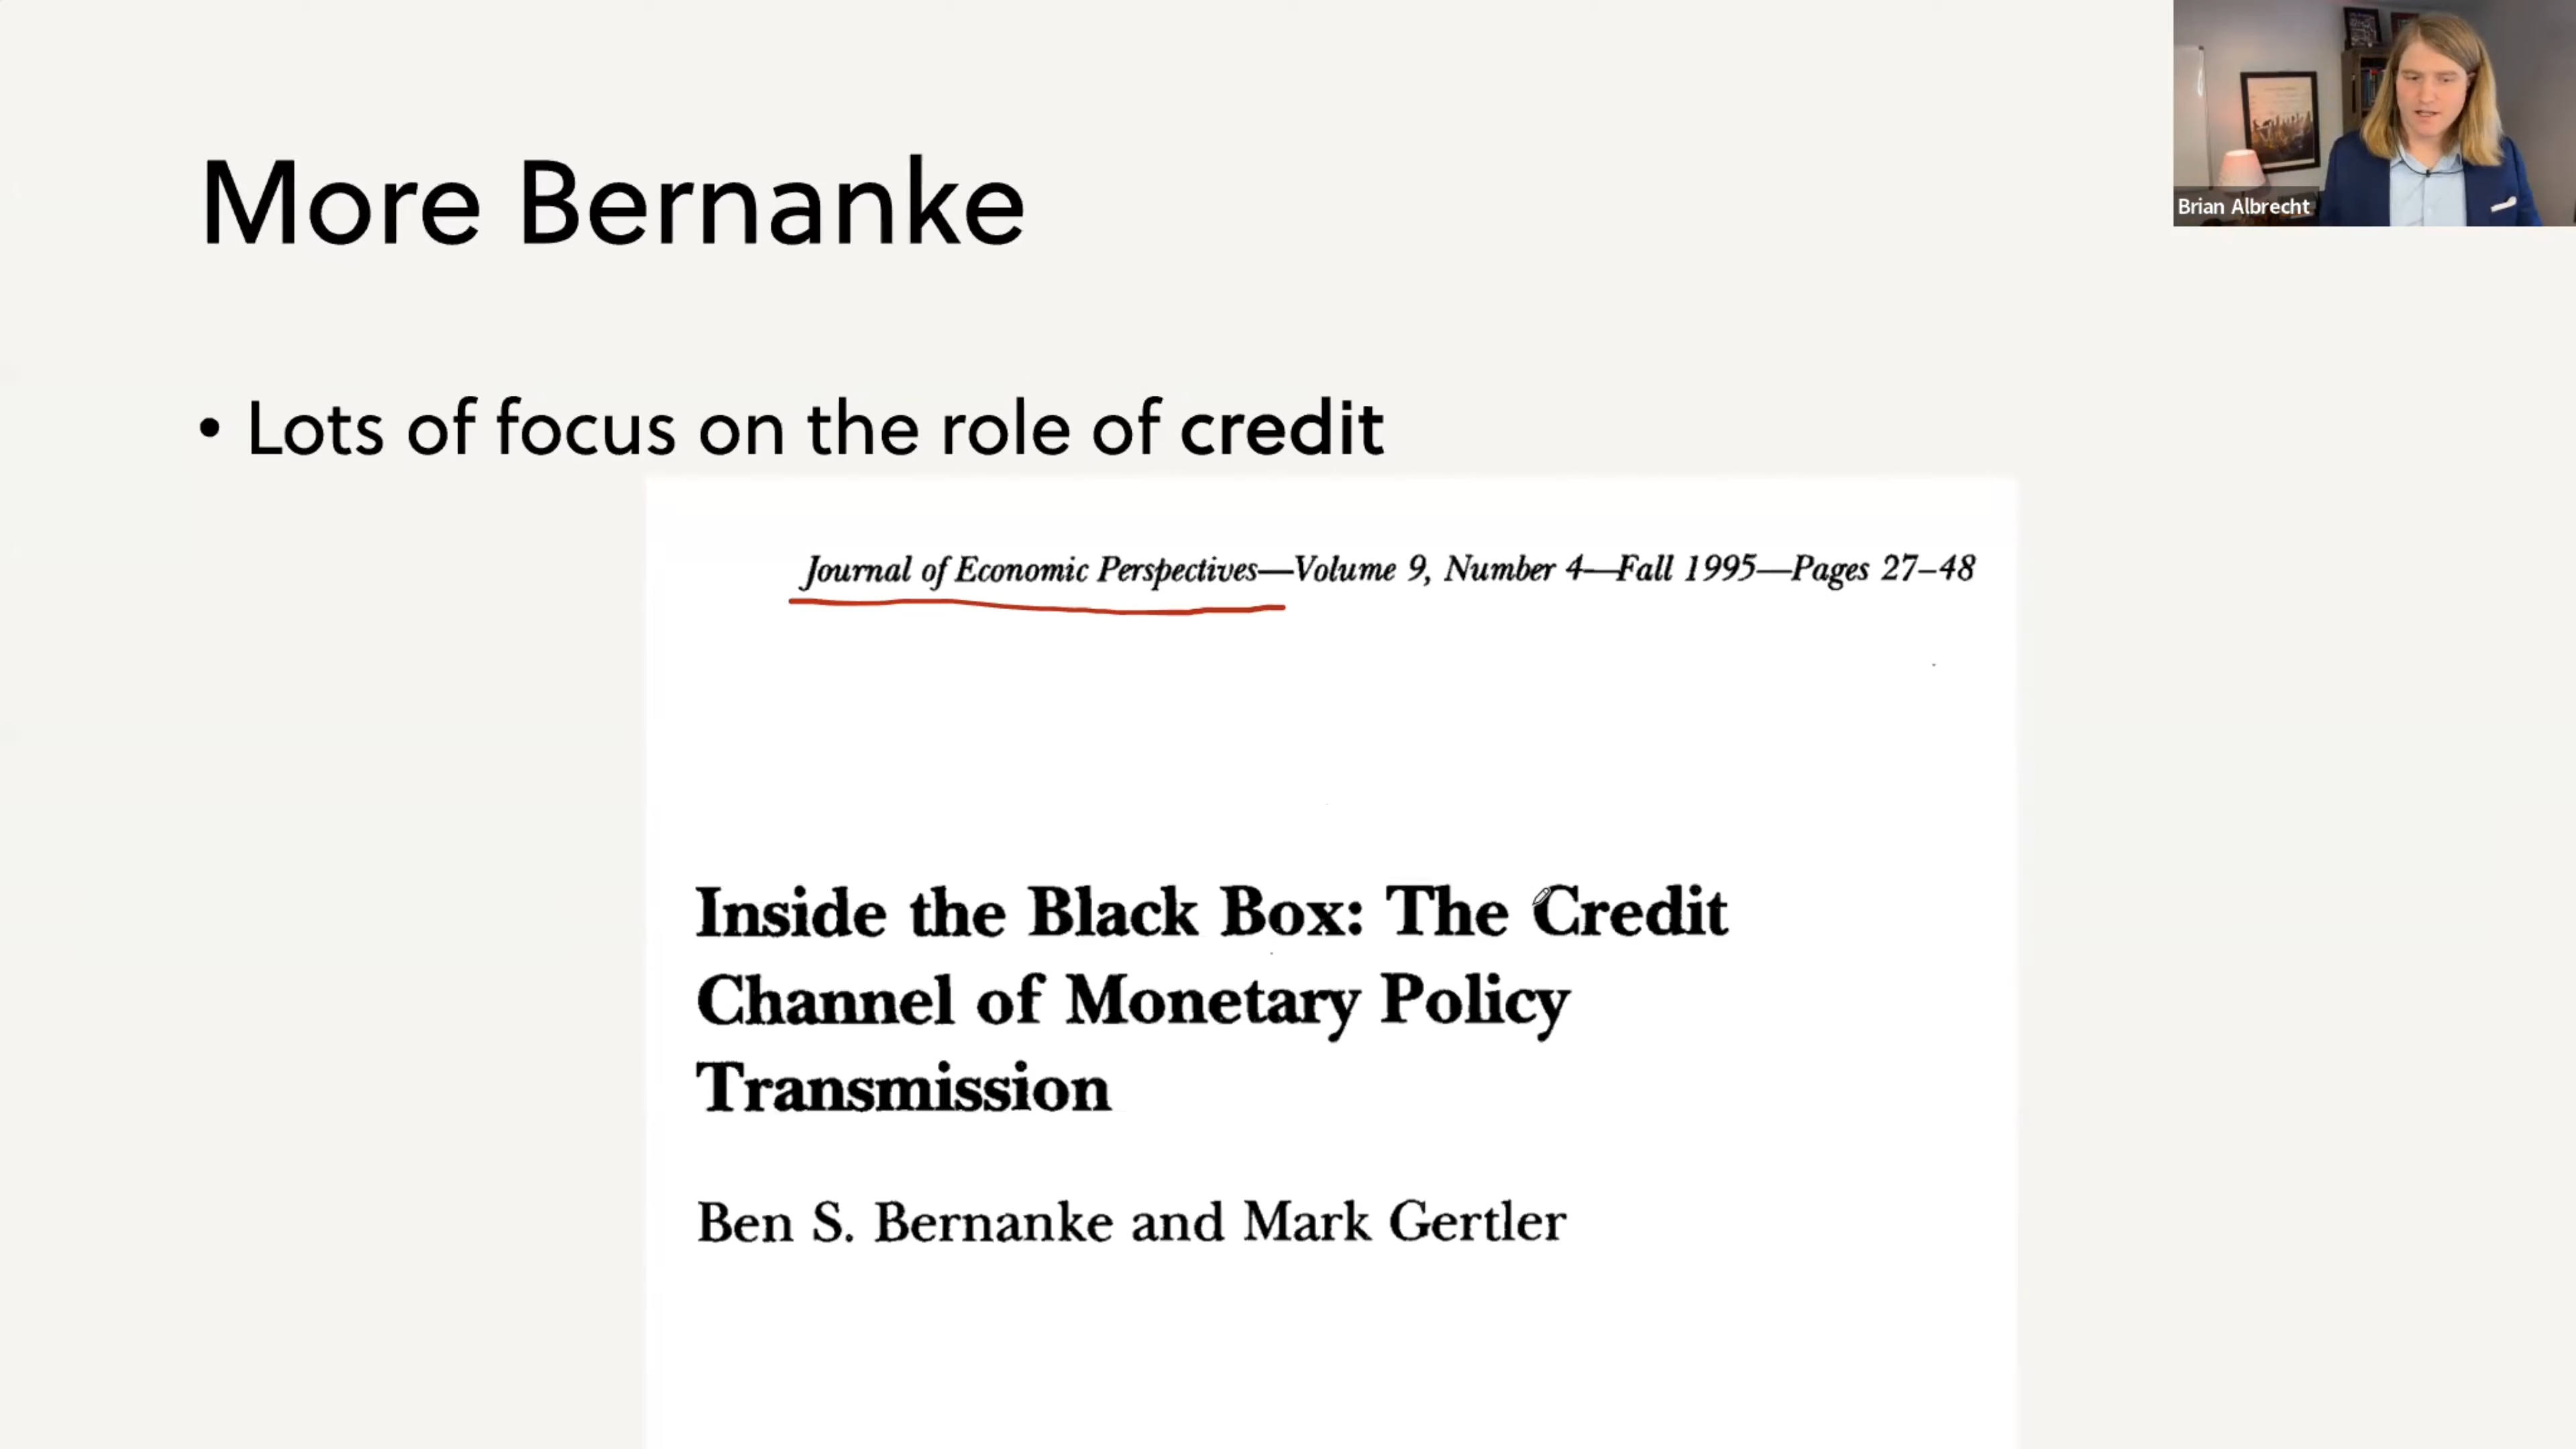 More Bernanke
Brian Albrecht
• Lots of focus on the role of credit
Journal of Economic Perspectives—Volume 9, Number 4—Fall 1995—Pages 27–48
Inside the Black Box: The Credit
Channel of Monetary Policy
Transmission
Ben S. Bernanke and Mark Gertler